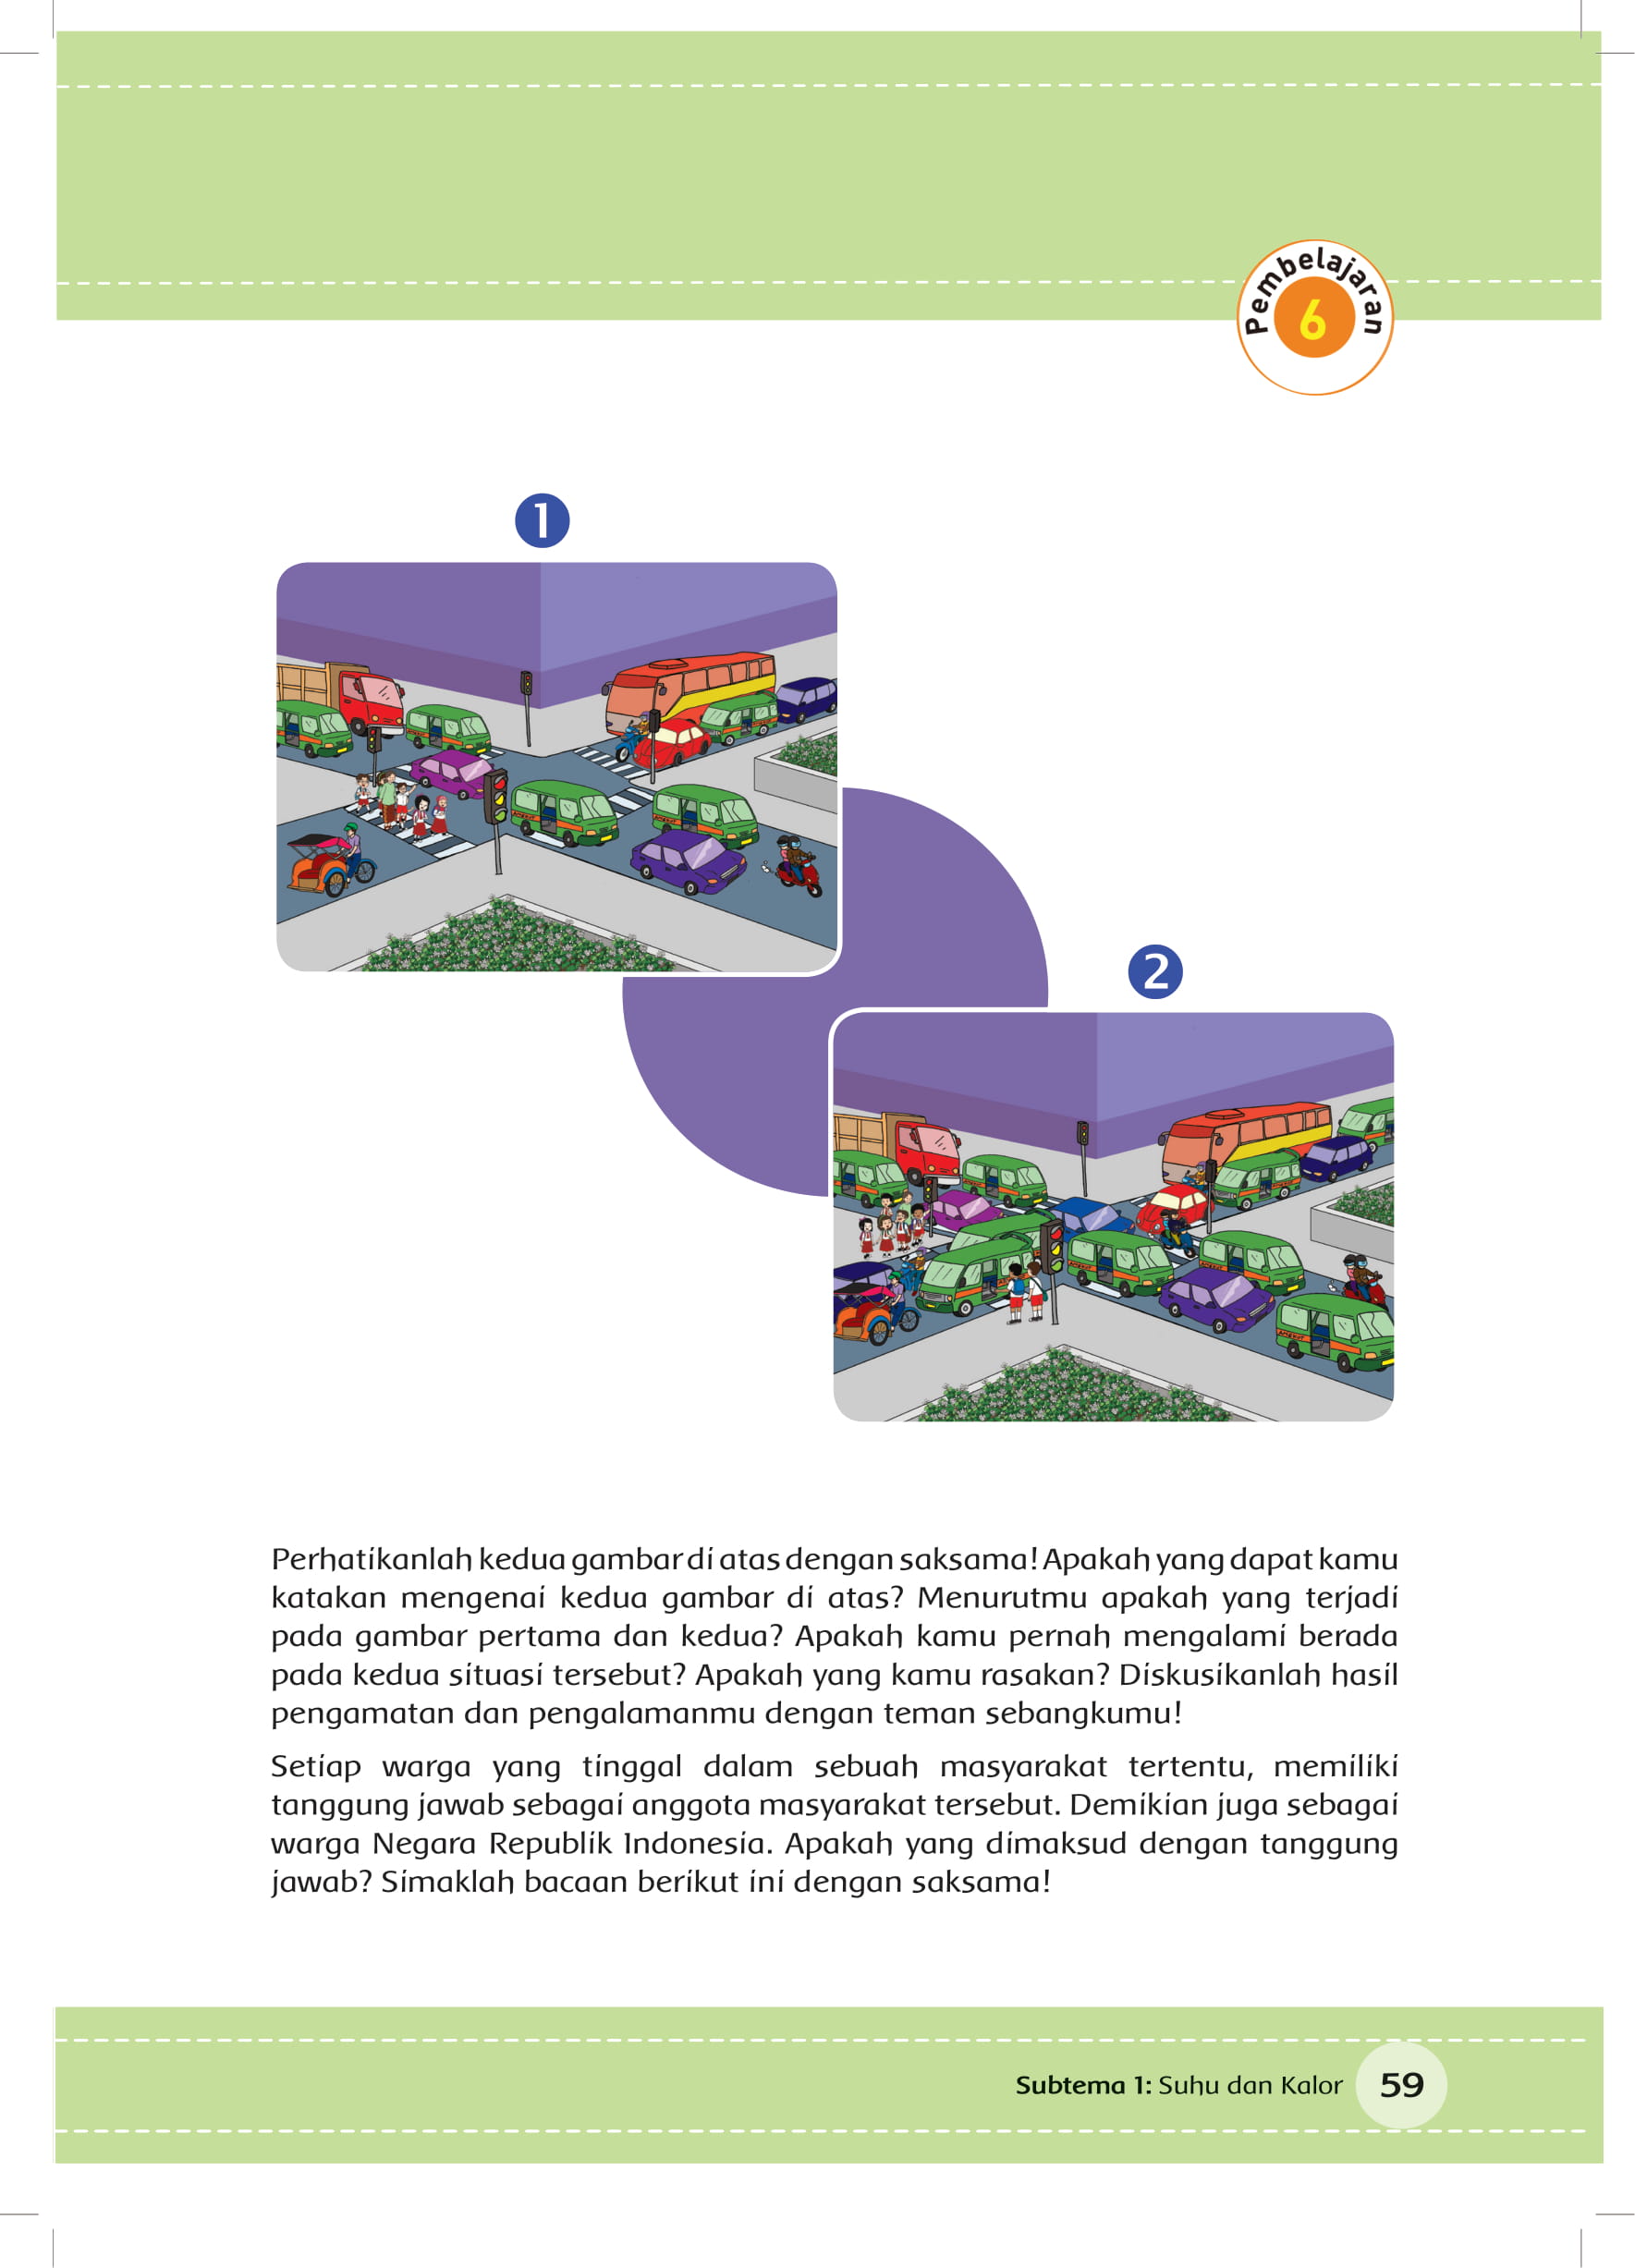 Pembelajaran
6
1
2
Perhatikanlah kedua gambar di atas dengan saksama! Apakah yang dapat kamu
katakan mengenai kedua gambar di atas? Menurutmu apakah yang terjadi
pada gambar pertama dan kedua? Apakah kamu pernah mengalami berada
pada kedua situasi tersebut? Apakah yang kamu rasakan? Diskusikanlah hasil
pengamatan dan pengalamanmu dengan teman sebangkumu!
Setiap warga yang tinggal dalam sebuah masyarakat tertentu, memiliki
tanggung jawab sebagai anggota masyarakat tersebut. Demikian juga sebagai
warga Negara Republik Indonesia. Apakah yang dimaksud dengan tanggung
jawab? Simaklah bacaan berikut ini dengan saksama!
Subtema 1: Suhu dan Kalor 59